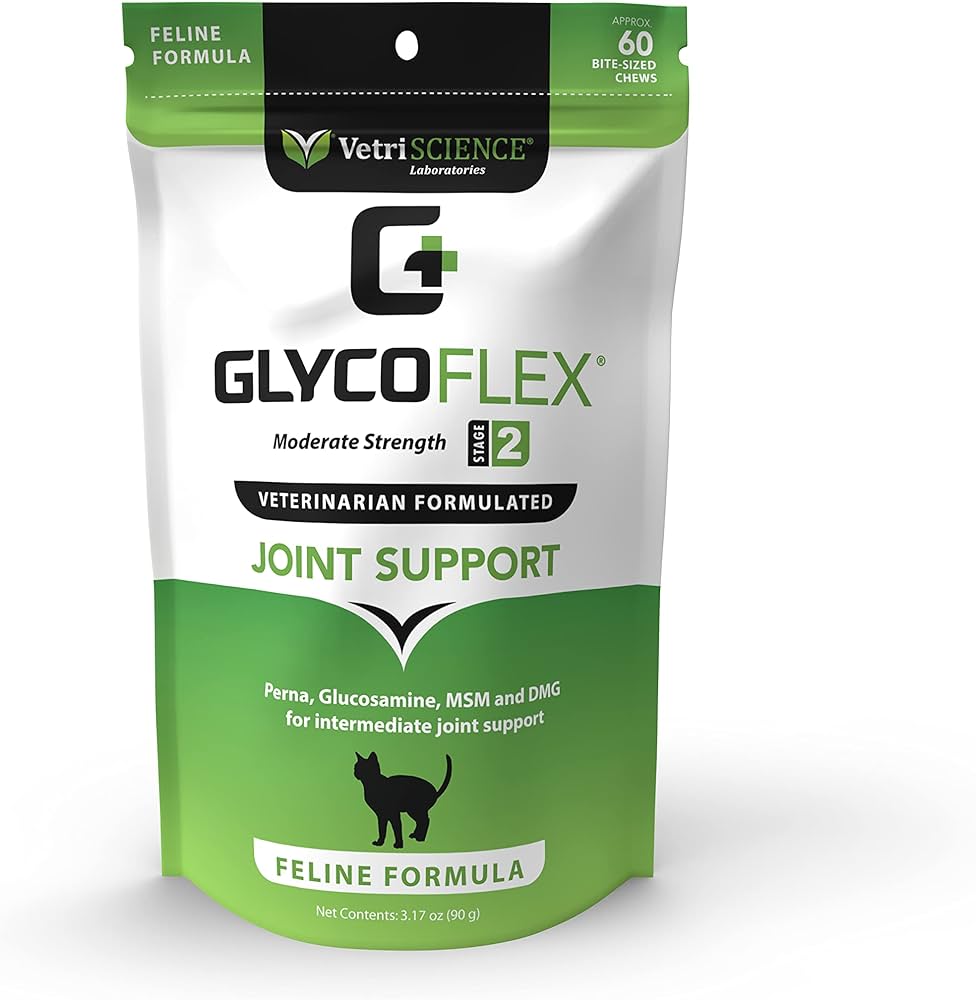 FELINE
FORMULA
APPROX.
60
BITE-SIZED
CHEWS
VetriSCIENCE®
Laboratories
G
GLYCOFLEX®
Moderate Strength
STAGE 2
VETERINARIAN FORMULATED
JOINT SUPPORT
Perna, Glucosamine, MSM and DMG
for intermediate joint support
FELINE FORMULA
Net Contents: 3.17 oz (90 g)